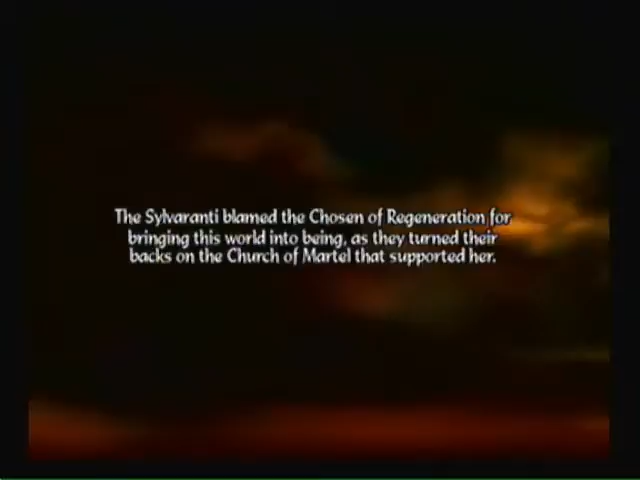 The Sylvaranti blamed the Chosen of Regeneration for
bringing this world into being, as they turned their
backs on the Church of Martel that supported her.